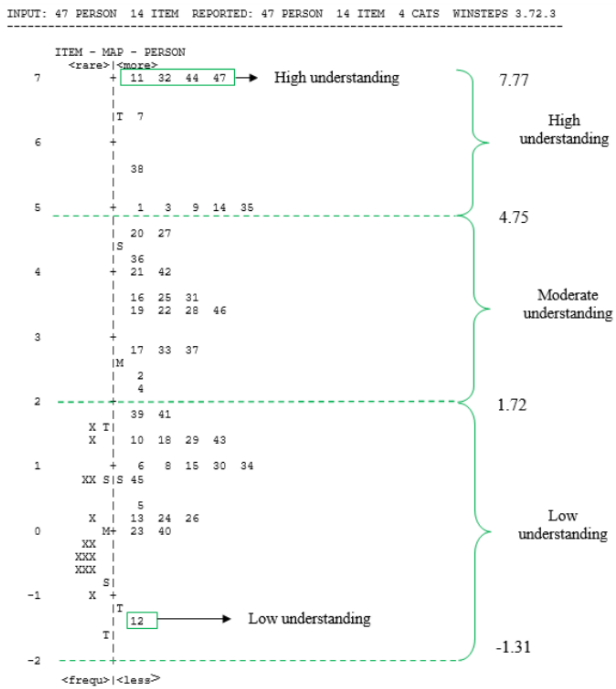 INPUT: 47 PERSON 14 ITEM REPORTED: 47 PERSON 14 ITEM 4 CATS WINSTEPS 3.72.3
ITEM - MAP - PERSON
<rare>|<more>
7 + 11 32 44 47 High understanding 7.77
|T 7
High
understanding
6 +
| 38
5 + 1 3 9 14 35
4.75
| 20 27
|S
| 36
4 + 21 42
| 16 25 31
Moderate
understanding
| 19 22 28 46
3 +
| 17 33 37
|M
| 2
| 4
2 + 1.72
| 39 41
X T|
X | 10 18 29 43
1 + 6 8 15 30 34
XX S|S 45
| 5
X | 13 24 26
Low
understanding
0 M+ 23 40
XX |
XXX |
XXX |
S|
-1 X +
|T
| 12 Low understanding
T|
-1.31
-2 +
<frequ>|<less>